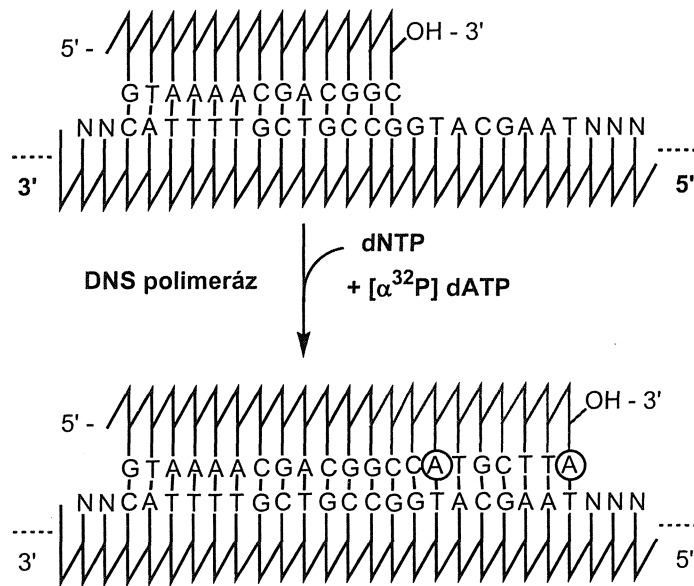 5' - OH - 3'
GTAAAACGACGGC
NNCATTTTGCTGCCGGTACGAATNNN
3' 5'
dNTP
DNS polimeráz
+ [α³²P] dATP
5' - OH - 3'
GTAAAACGACGGCCATGCTTA
NNCATTTTGCTGCCGGTACGAATNNN
3' 5'